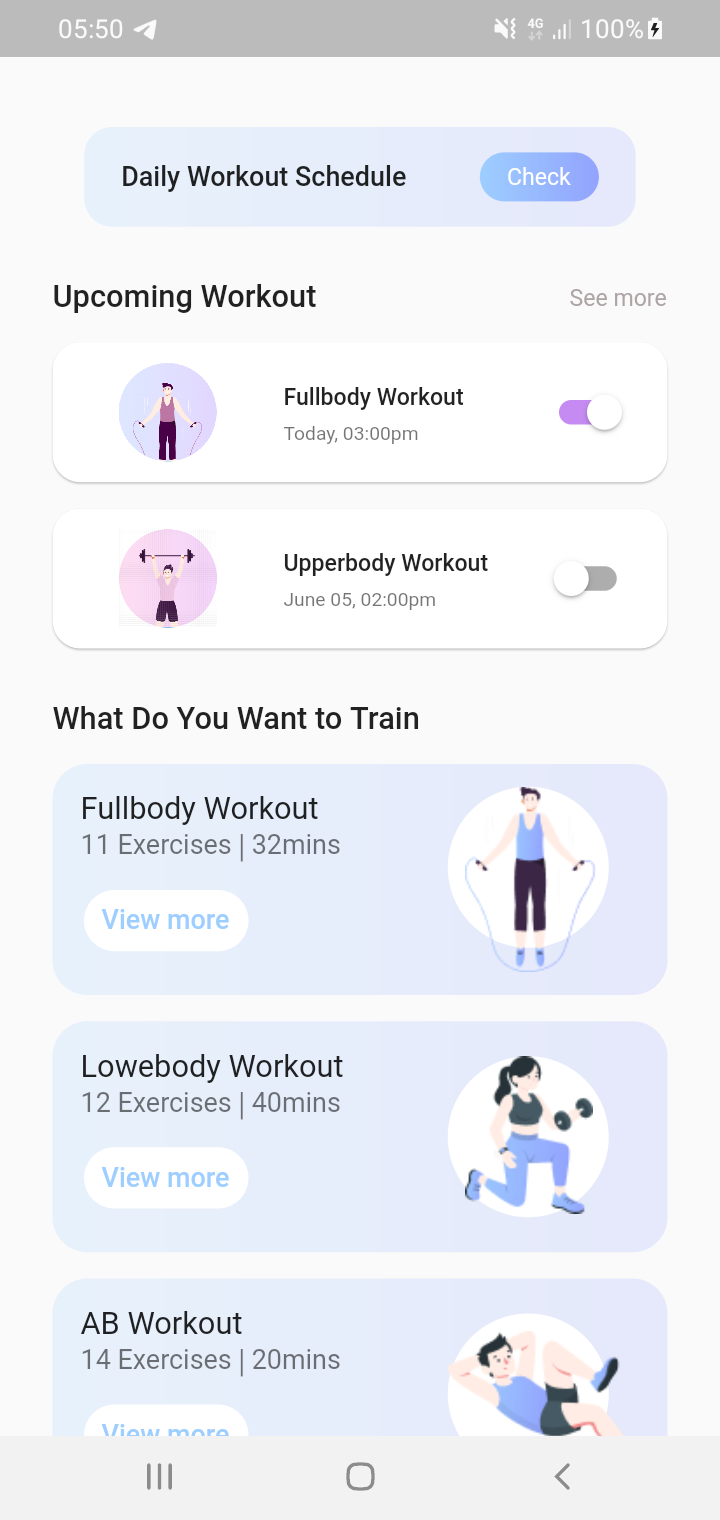 05:50 4G 100%
Daily Workout Schedule Check
Upcoming Workout See more
Fullbody Workout
Today, 03:00pm
Upperbody Workout
June 05, 02:00pm
What Do You Want to Train
Fullbody Workout
11 Exercises | 32mins
View more
Lowebody Workout
12 Exercises | 40mins
View more
AB Workout
14 Exercises | 20mins
View more